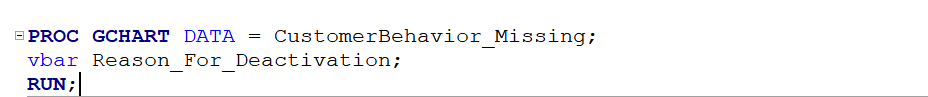 PROC GCHART DATA = CustomerBehavior_Missing;
vbar Reason_For_Deactivation;
RUN;